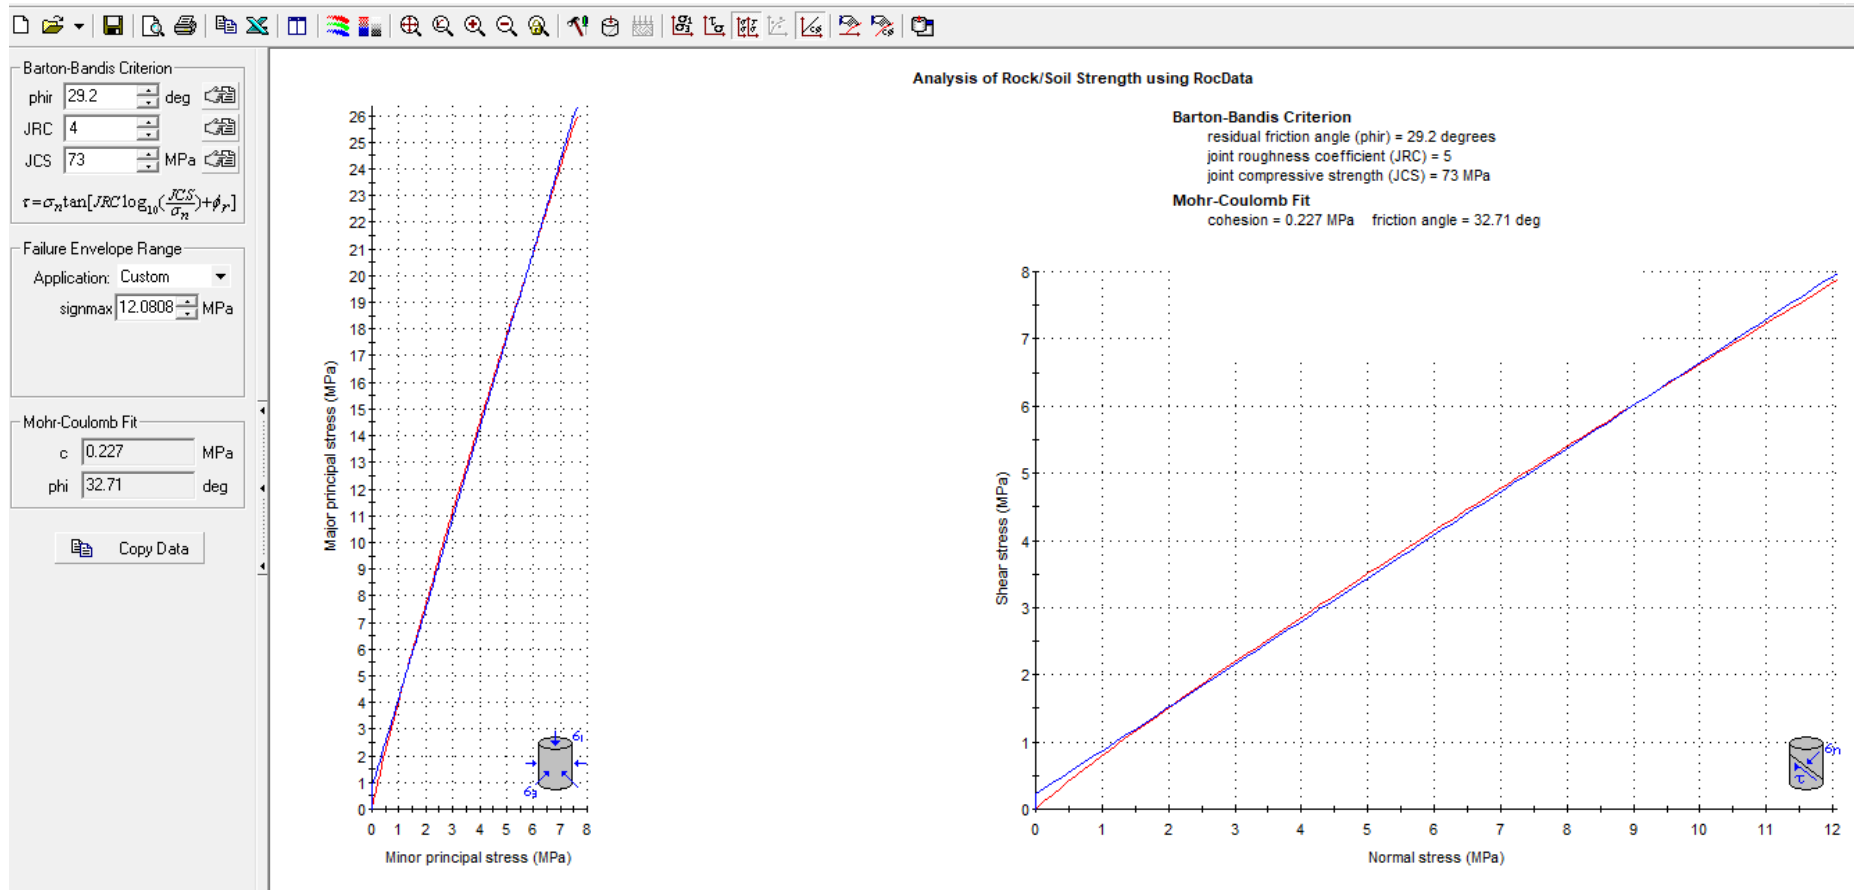 Barton-Bandis Criterion
phir 29.2 deg
JRC 4
JCS 73 MPa
τ=σn tan[JRC log10(JCS/σn)+ϕr]
Failure Envelope Range
Application: Custom
signmax 12.0808 MPa
Mohr-Coulomb Fit
c 0.227 MPa
phi 32.71 deg
Copy Data
Analysis of Rock/Soil Strength using RocData
Barton-Bandis Criterion
residual friction angle (phir) = 29.2 degrees
joint roughness coefficient (JRC) = 5
joint compressive strength (JCS) = 73 MPa
Mohr-Coulomb Fit
cohesion = 0.227 MPa friction angle = 32.71 deg
Major principal stress (MPa)
26
25
24
23
22
21
20
19
18
17
16
15
14
13
12
11
10
9
8
7
6
5
4
3
2
1
0
0 1 2 3 4 5 6 7 8
Minor principal stress (MPa)
σ1
σ3
Shear stress (MPa)
8
7
6
5
4
3
2
1
0
0 1 2 3 4 5 6 7 8 9 10 11 12
Normal stress (MPa)
σn
τ